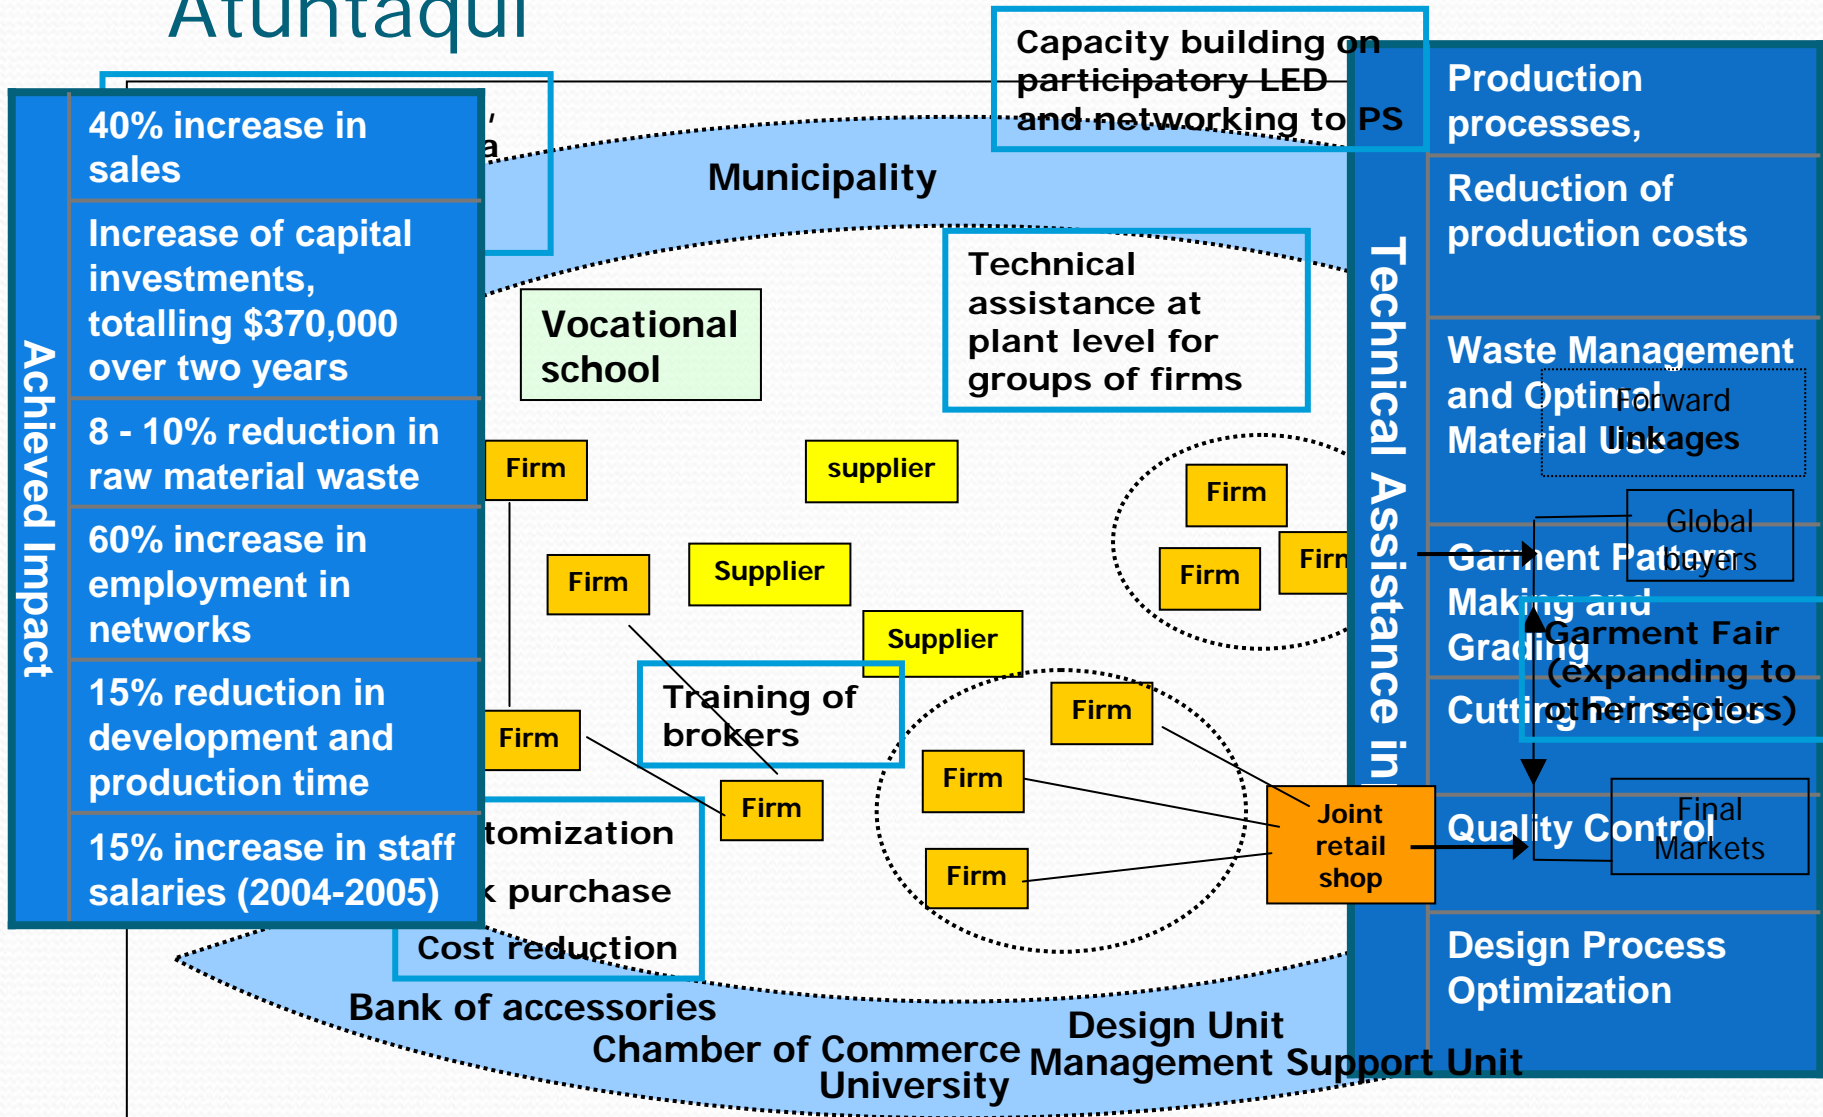 Atuntaqui
Capacity building on
participatory LED
and networking to PS
,
a
Municipality
Achieved Impact
40% increase in
sales
Increase of capital
investments,
totalling $370,000
over two years
8 - 10% reduction in
raw material waste
60% increase in
employment in
networks
15% reduction in
development and
production time
15% increase in staff
salaries (2004-2005)
Vocational
school
Technical
assistance at
plant level for
groups of firms
Firm
supplier
Firm
Supplier
Supplier
Firm
Firm
Firm
Training of
brokers
Firm
Firm
Firm
Firm
Firm
Joint
retail
shop
tomization
purchase
Cost reduction
Bank of accessories
Chamber of Commerce
University
Design Unit
Management Support Unit
Technical Assistance in
Production
processes,
Reduction of
production costs
Waste Management
and Optimal
Material Use
Forward
linkages
Global
buyers
Garment Pattern
Making and
Grading
Garment Fair
(expanding to
other sectors)
Cutting Principles
Quality Control
Final
Markets
Design Process
Optimization